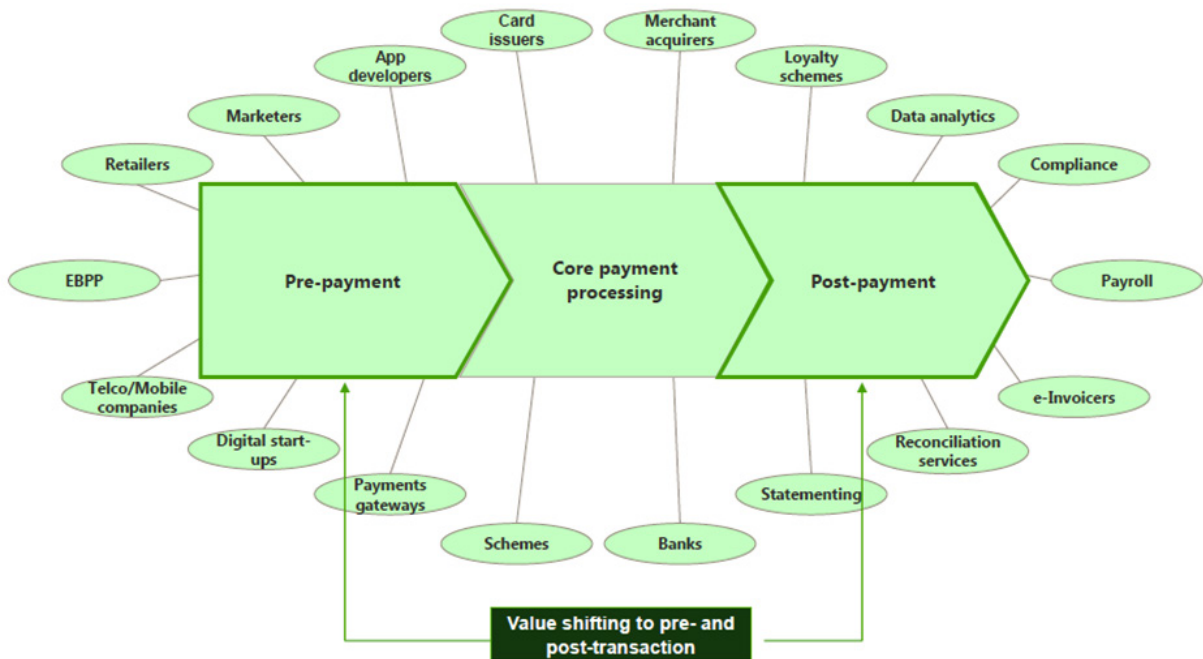 Card
issuers
Merchant
acquirers
App
developers
Loyalty
schemes
Marketers
Data analytics
Retailers
Compliance
EBPP
Pre-payment
Core payment
processing
Post-payment
Payroll
Telco/Mobile
companies
e-Invoicers
Digital start-
ups
Reconciliation
services
Payments
gateways
Statementing
Schemes
Banks
Value shifting to pre- and
post-transaction